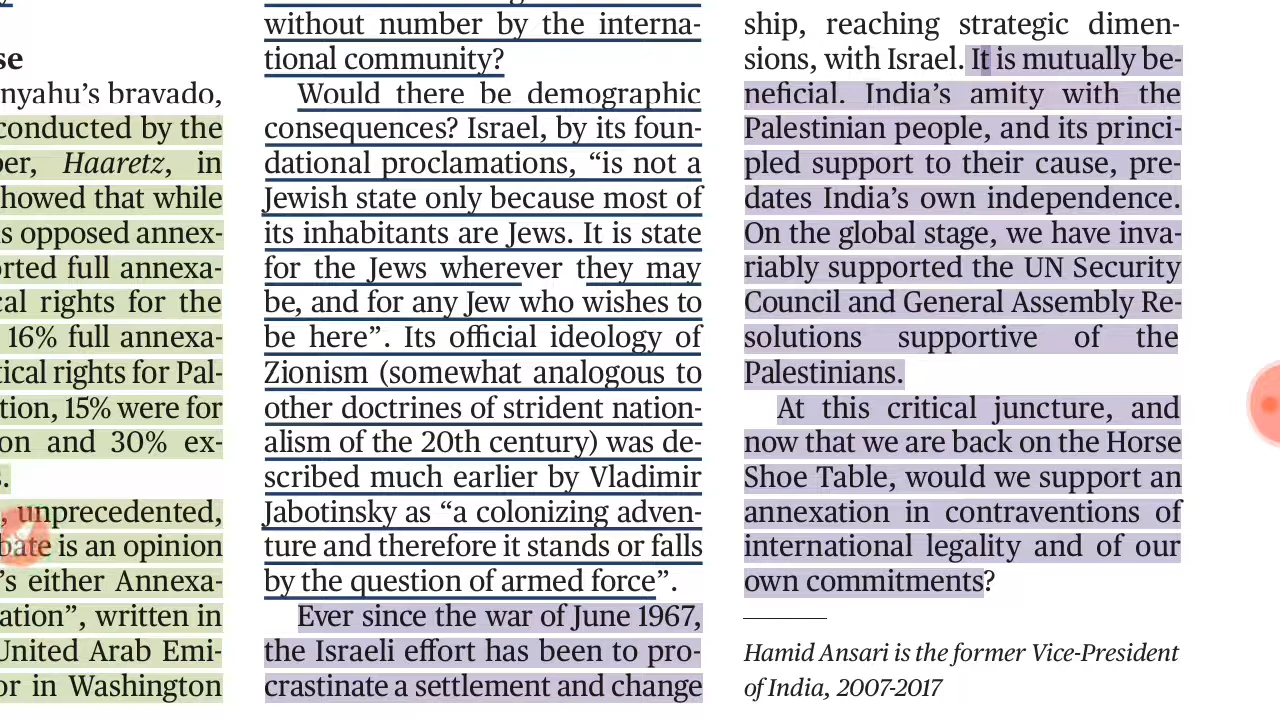 se
nyahu’s bravado,
conducted by the
per, Haaretz, in
howed that while
s opposed annex-
orted full annexa-
cal rights for the
16% full annexa-
tical rights for Pal-
tion, 15% were for
on and 30% ex-
s.
, unprecedented,
bate is an opinion
’s either Annexa-
ation”, written in
United Arab Emi-
or in Washington
without number by the interna-
tional community?
Would there be demographic
consequences? Israel, by its foun-
dational proclamations, “is not a
Jewish state only because most of
its inhabitants are Jews. It is state
for the Jews wherever they may
be, and for any Jew who wishes to
be here”. Its official ideology of
Zionism (somewhat analogous to
other doctrines of strident nation-
alism of the 20th century) was de-
scribed much earlier by Vladimir
Jabotinsky as “a colonizing adven-
ture and therefore it stands or falls
by the question of armed force”.
Ever since the war of June 1967,
the Israeli effort has been to pro-
crastinate a settlement and change
ship, reaching strategic dimen-
sions, with Israel. It is mutually be-
neficial. India’s amity with the
Palestinian people, and its princi-
pled support to their cause, pre-
dates India’s own independence.
On the global stage, we have inva-
riably supported the UN Security
Council and General Assembly Re-
solutions supportive of the
Palestinians.
At this critical juncture, and
now that we are back on the Horse
Shoe Table, would we support an
annexation in contraventions of
international legality and of our
own commitments?
Hamid Ansari is the former Vice-President
of India, 2007-2017